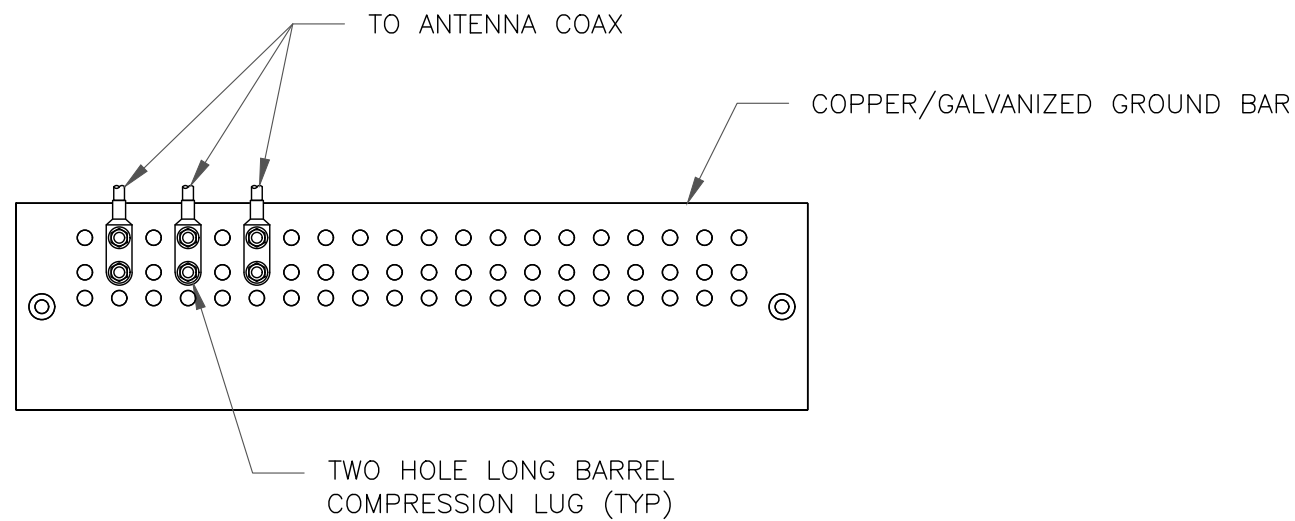 TO ANTENNA COAX
COPPER/GALVANIZED GROUND BAR
TWO HOLE LONG BARREL
COMPRESSION LUG (TYP)